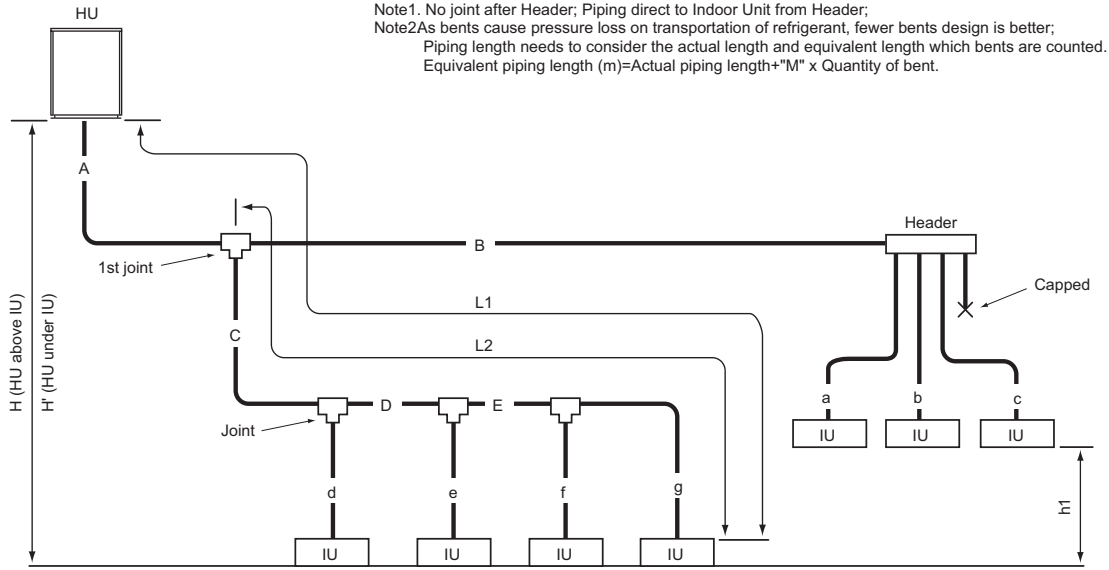 Note1. No joint after Header; Piping direct to Indoor Unit from Header;
Note2As bents cause pressure loss on transportation of refrigerant, fewer bents design is better;
Piping length needs to consider the actual length and equivalent length which bents are counted.
Equivalent piping length (m)=Actual piping length+"M" x Quantity of bent.
HU
A
Header
B
1st joint
Capped
L1
C
L2
H (HU above IU)
H' (HU under IU)
a
b
c
D
E
Joint
IU
IU
IU
d
e
f
g
h1
IU
IU
IU
IU